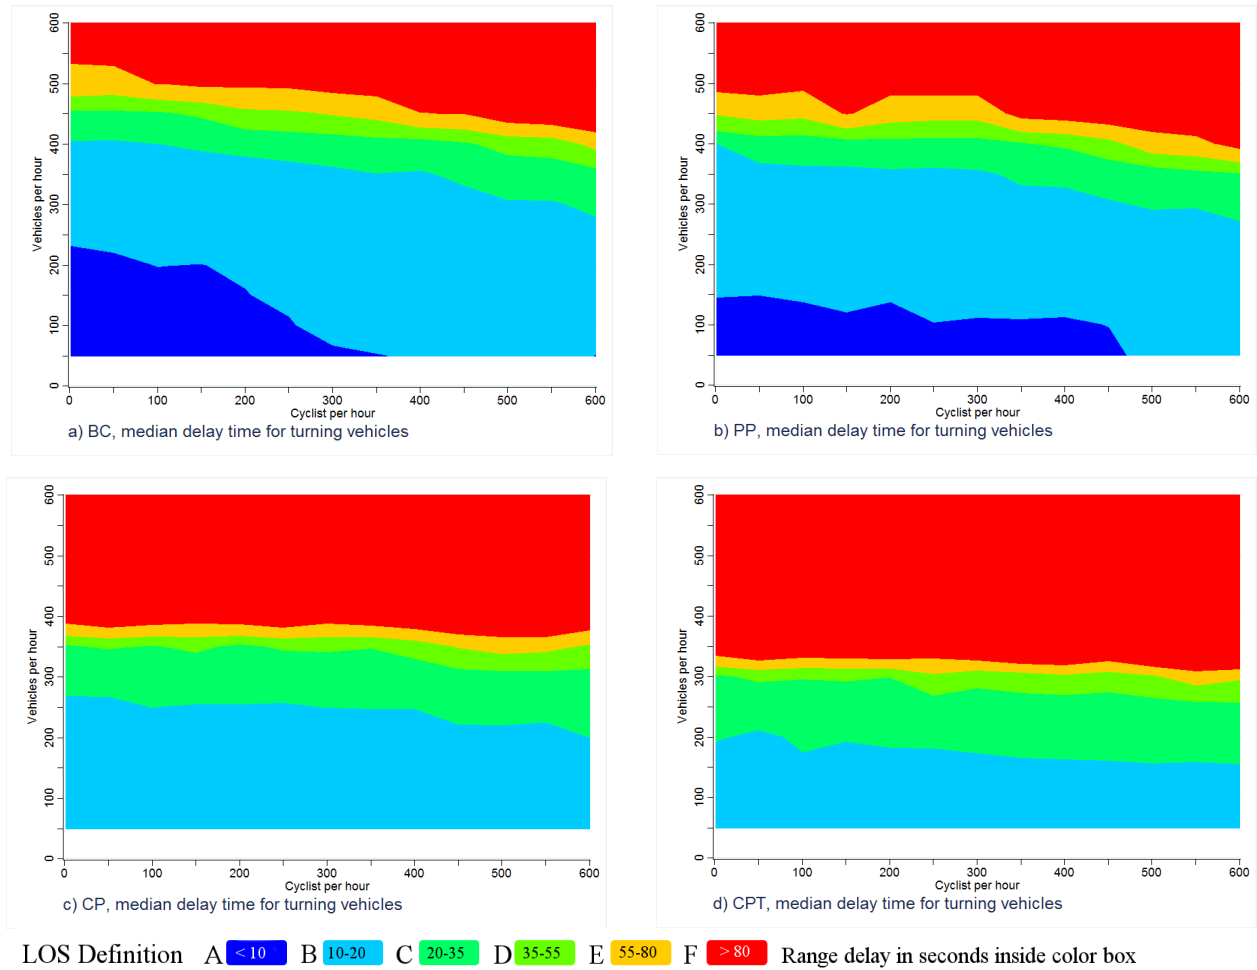 600
500
400
300
200
100
0
Vehicles per hour
0 100 200 300 400 500 600
Cyclist per hour
a) BC, median delay time for turning vehicles
600
500
400
300
200
100
0
Vehicles per hour
0 100 200 300 400 500 600
Cyclist per hour
b) PP, median delay time for turning vehicles
600
500
400
300
200
100
0
Vehicles per hour
0 100 200 300 400 500 600
Cyclist per hour
c) CP, median delay time for turning vehicles
600
500
400
300
200
100
0
Vehicles per hour
0 100 200 300 400 500 600
Cyclist per hour
d) CPT, median delay time for turning vehicles
LOS Definition A < 10 B 10-20 C 20-35 D 35-55 E 55-80 F > 80 Range delay in seconds inside color box